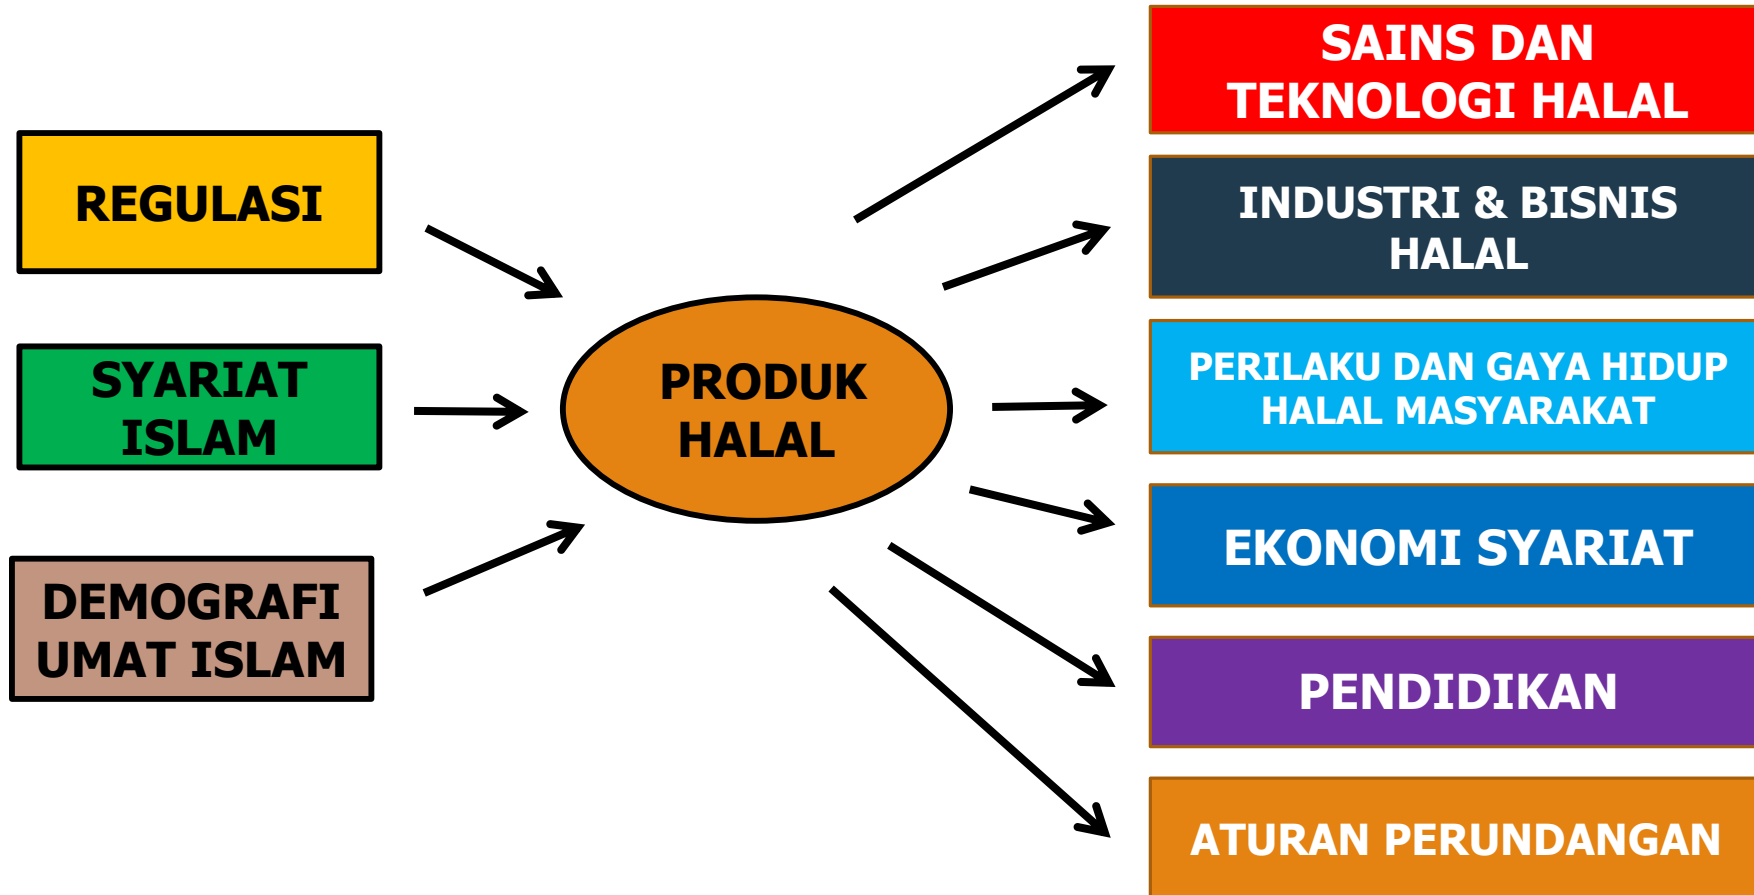 REGULASI
SYARIAT
ISLAM
DEMOGRAFI
UMAT ISLAM
PRODUK
HALAL
SAINS DAN
TEKNOLOGI HALAL
INDUSTRI & BISNIS
HALAL
PERILAKU DAN GAYA HIDUP
HALAL MASYARAKAT
EKONOMI SYARIAT
PENDIDIKAN
ATURAN PERUNDANGAN